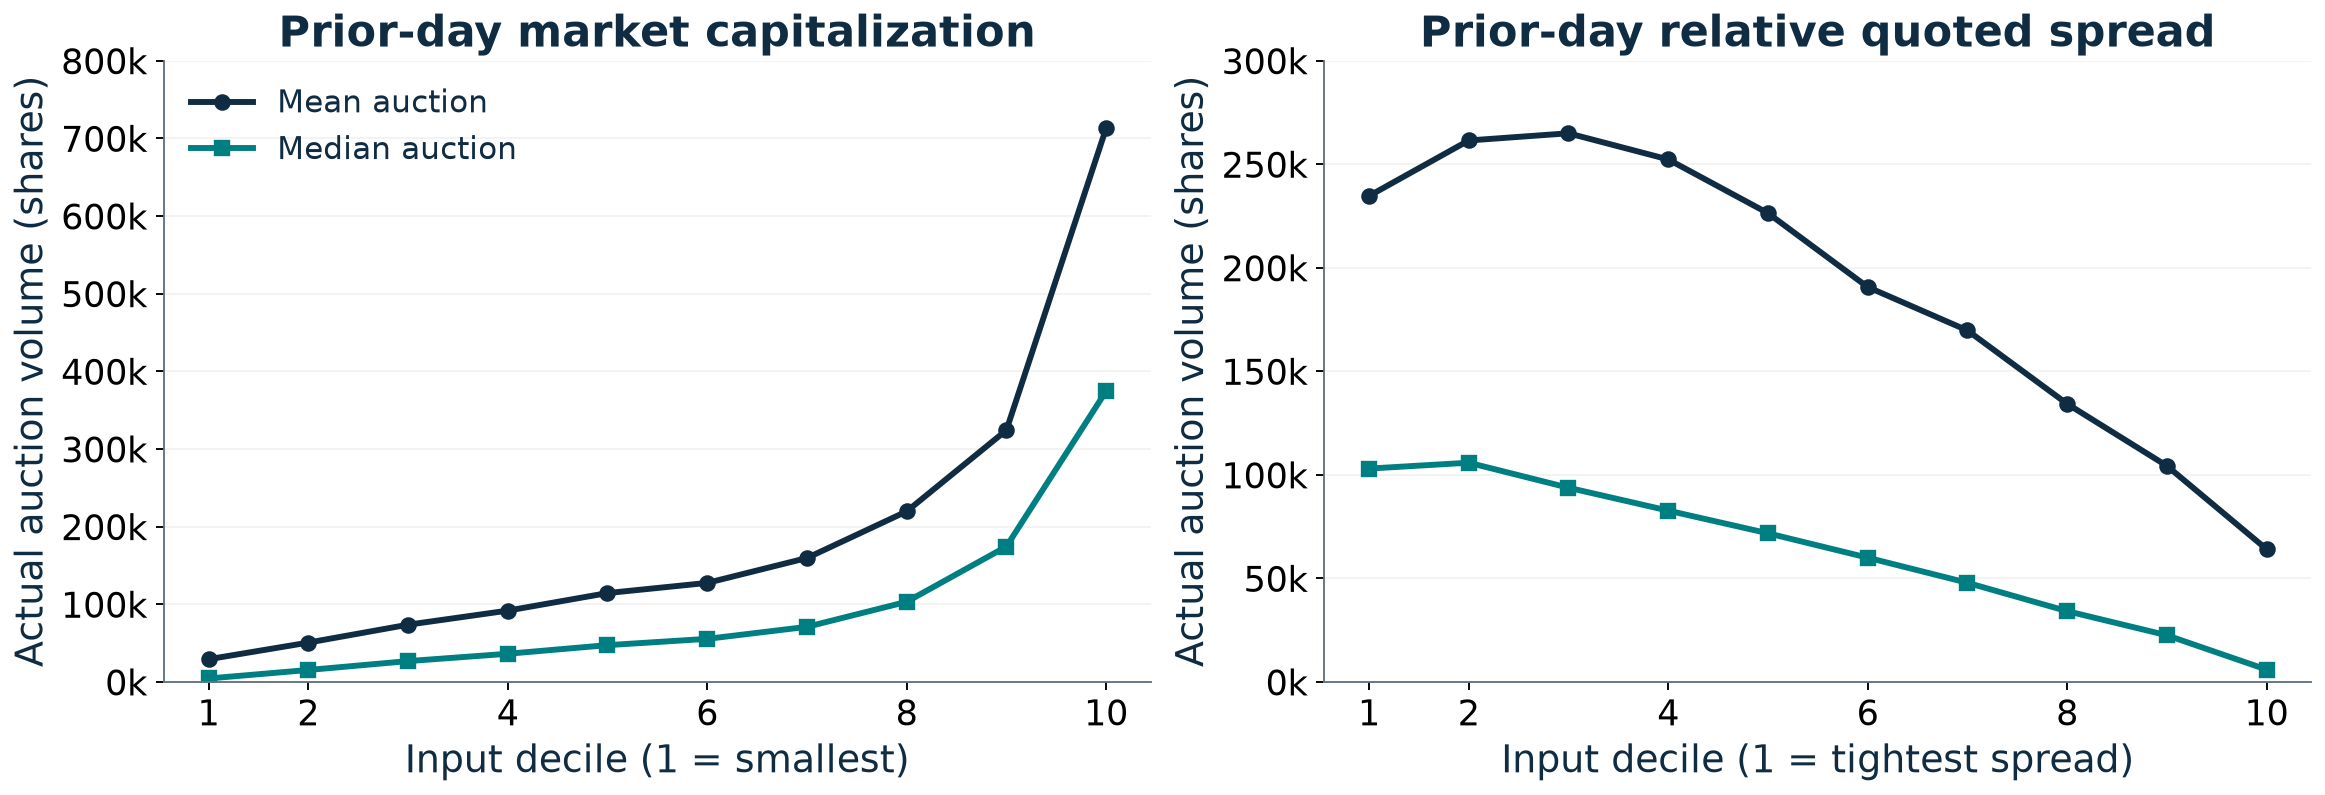 Prior-day market capitalization
Actual auction volume (shares)
800k
700k
600k
500k
400k
300k
200k
100k
0k
Mean auction
Median auction
1 2 4 6 8 10
Input decile (1 = smallest)
Prior-day relative quoted spread
Actual auction volume (shares)
300k
250k
200k
150k
100k
50k
0k
1 2 4 6 8 10
Input decile (1 = tightest spread)